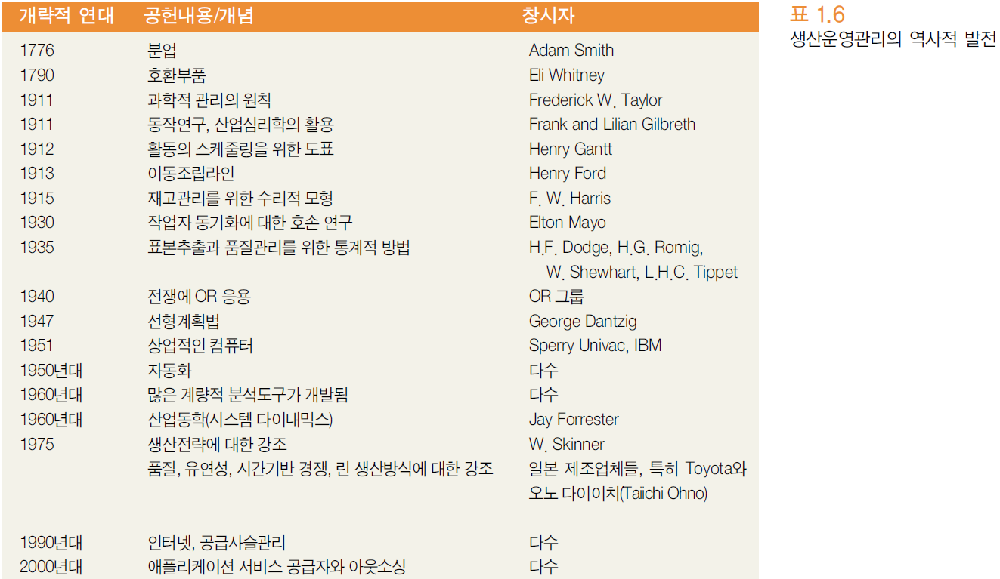 개략적 연대 공헌내용/개념 창시자
1776 분업 Adam Smith
1790 호환부품 Eli Whitney
1911 과학적 관리의 원칙 Frederick W. Taylor
1911 동작연구, 산업심리학의 활용 Frank and Lilian Gilbreth
1912 활동의 스케줄링을 위한 도표 Henry Gantt
1913 이동조립라인 Henry Ford
1915 재고관리를 위한 수리적 모형 F. W. Harris
1930 작업자 동기화에 대한 호손 연구 Elton Mayo
1935 표본추출과 품질관리를 위한 통계적 방법 H.F. Dodge, H.G. Romig,
W. Shewhart, L.H.C. Tippet
1940 전쟁에 OR 응용 OR 그룹
1947 선형계획법 George Dantzig
1951 상업적인 컴퓨터 Sperry Univac, IBM
1950년대 자동화 다수
1960년대 많은 계량적 분석도구가 개발됨 다수
1960년대 산업동학(시스템 다이내믹스) Jay Forrester
1975 생산전략에 대한 강조 W. Skinner
품질, 유연성, 시간기반 경쟁, 린 생산방식에 대한 강조 일본 제조업체들, 특히 Toyota와
오노 다이이치(Taiichi Ohno)
1990년대 인터넷, 공급사슬관리 다수
2000년대 애플리케이션 서비스 공급자와 아웃소싱 다수
표 1.6
생산운영관리의 역사적 발전